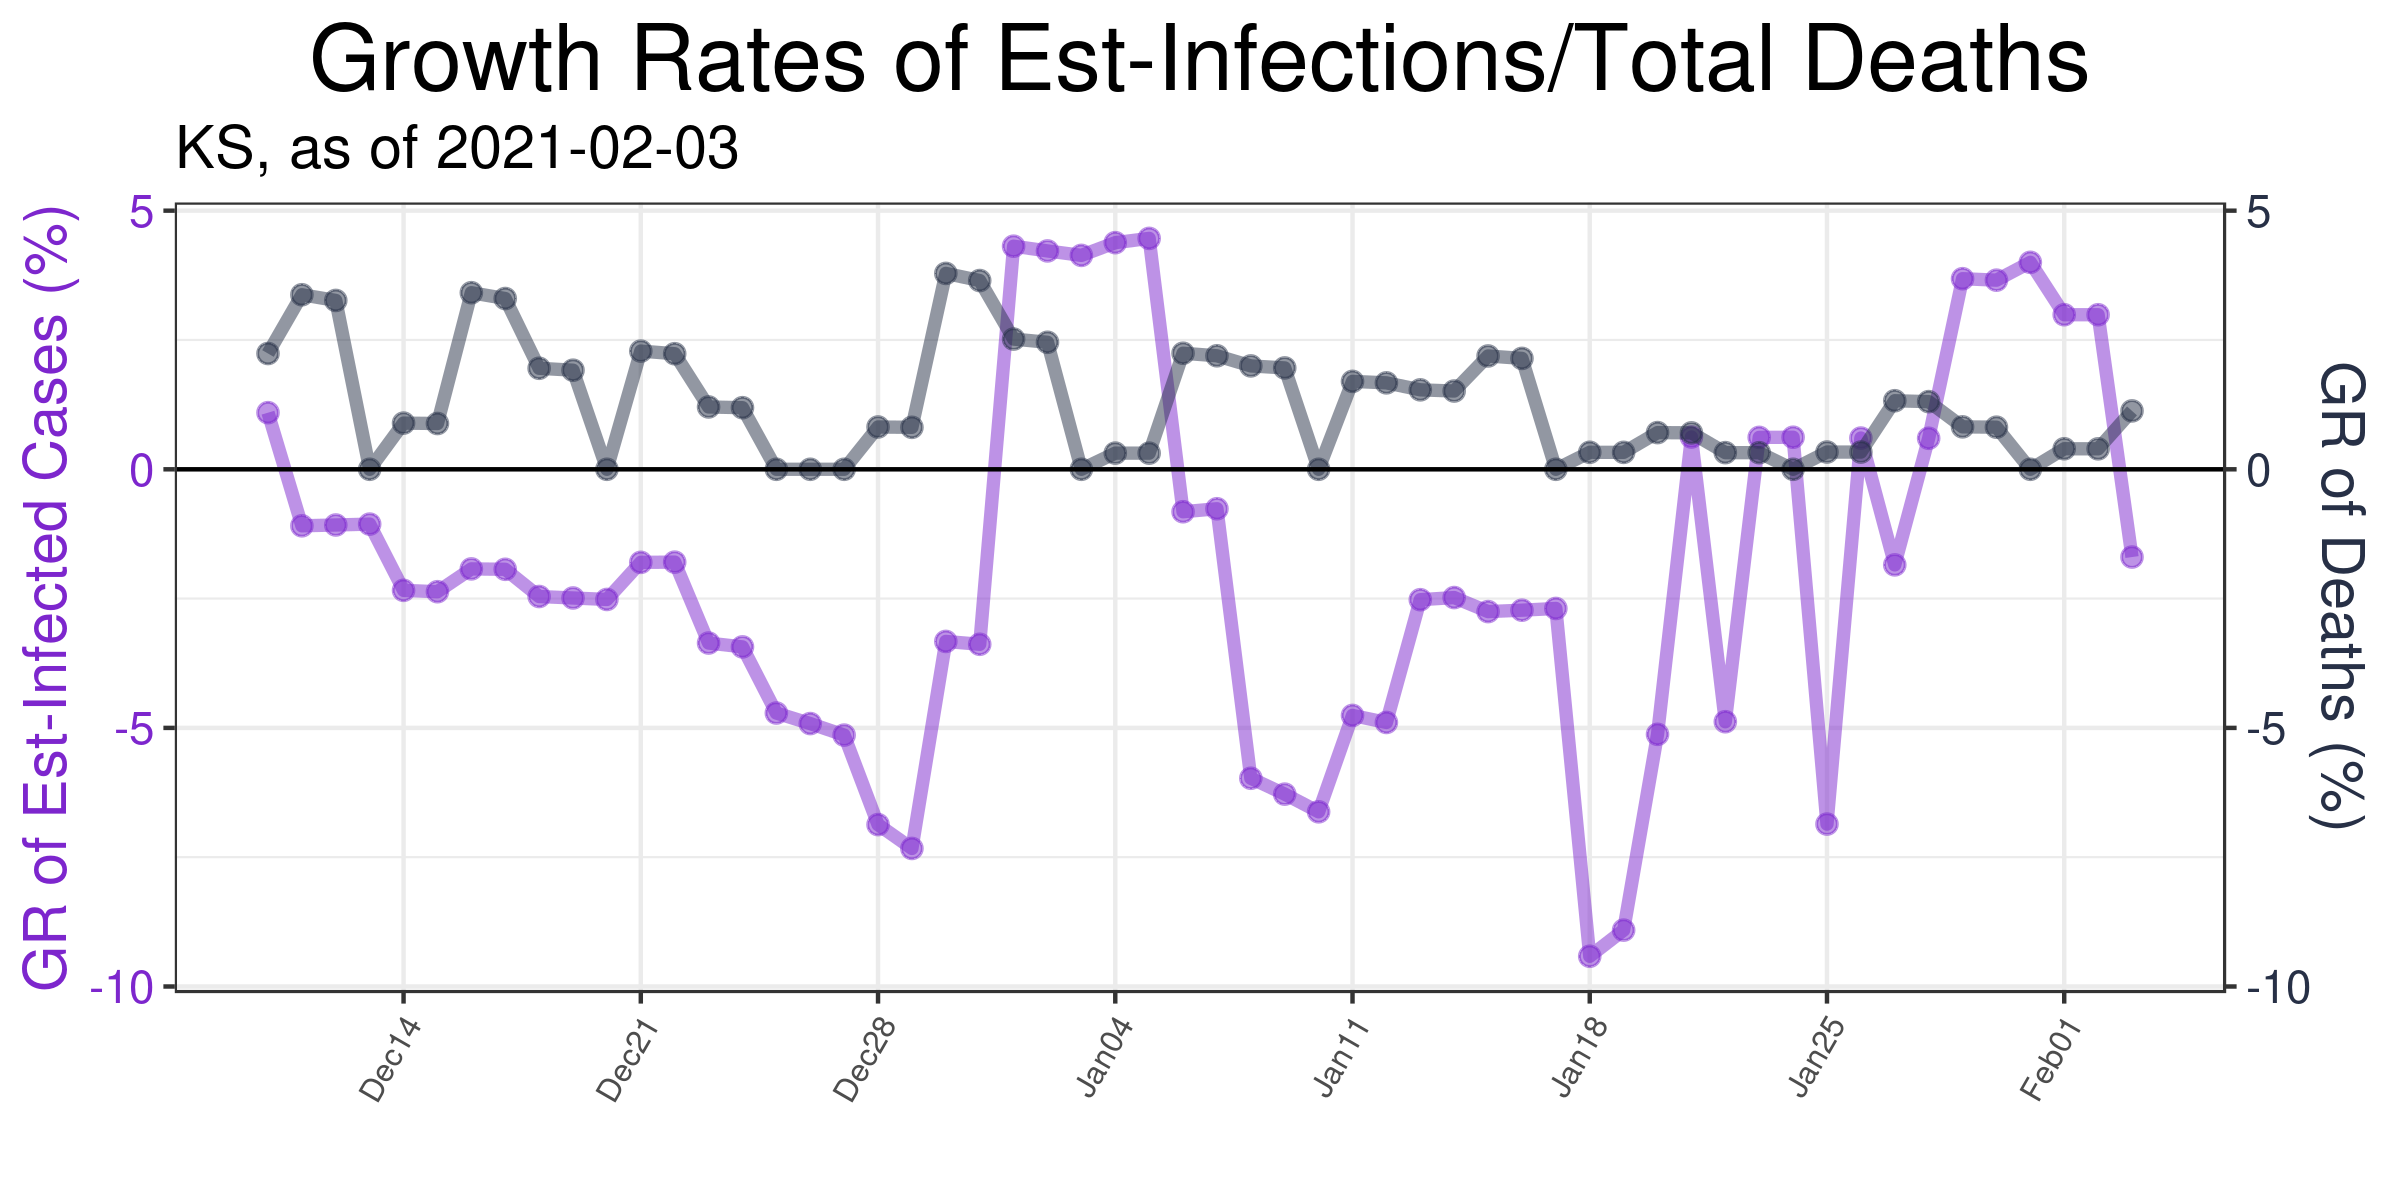 Growth Rates of Est-Infections/Total Deaths
KS, as of 2021-02-03
GR of Est-Infected Cases (%)
5
0
-5
-10
5
0
-5
-10
GR of Deaths (%)
Dec14
Dec21
Dec28
Jan04
Jan11
Jan18
Jan25
Feb01